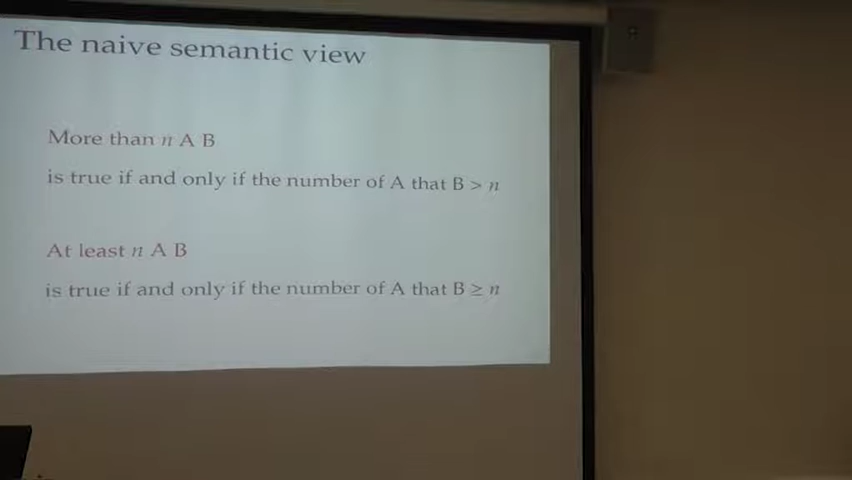 The naive semantic view
More than n A B
is true if and only if the number of A that B > n
At least n A B
is true if and only if the number of A that B ≥ n